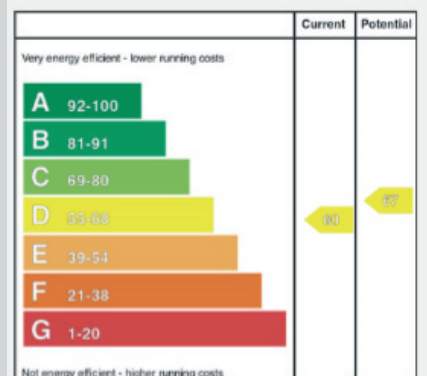 Current Potential
Very energy efficient - lower running costs
A 92-100
B 81-91
C 69-80
D 55-68
60
67
E 39-54
F 21-38
G 1-20
Not energy efficient - higher running costs